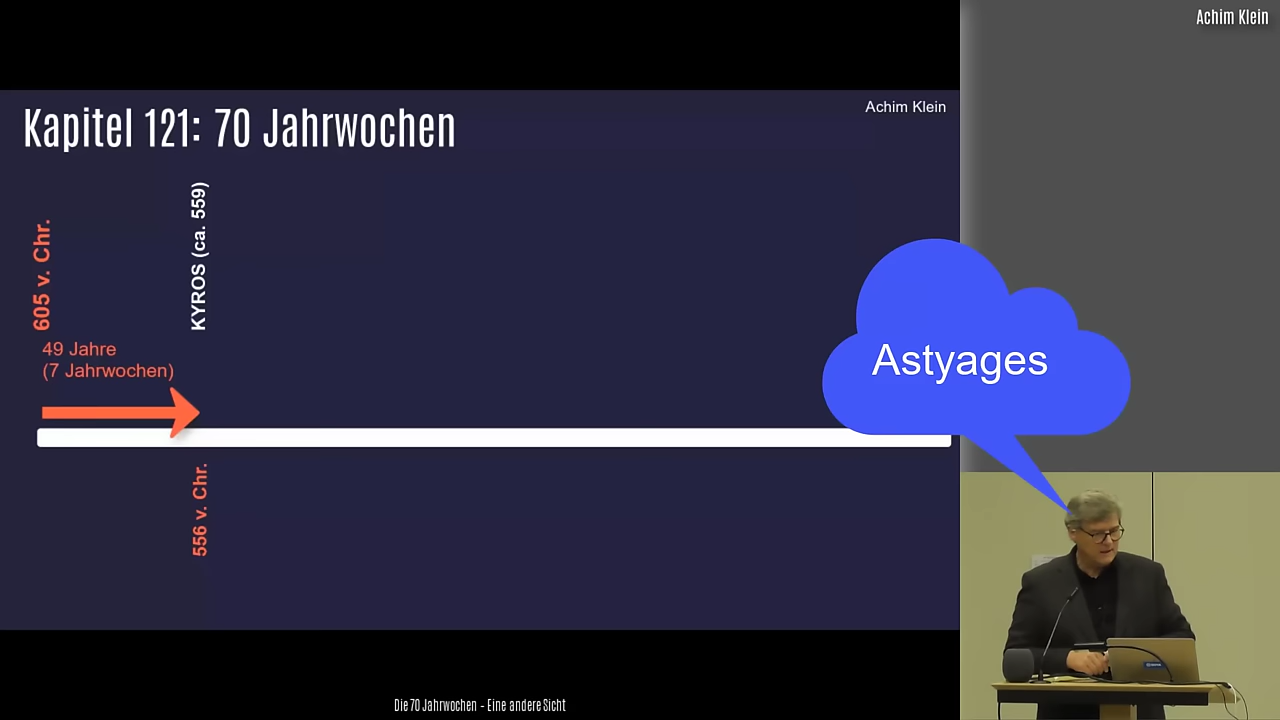 Achim Klein
Kapitel 121: 70 Jahrwochen
Achim Klein
605 v. Chr.
KYROS (ca. 559)
49 Jahre
(7 Jahrwochen)
556 v. Chr.
Astyages
Die 70 Jahrwochen - Eine andere Sicht